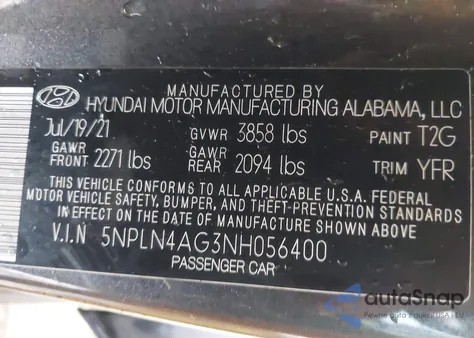 MANUFACTURED BY
HYUNDAI MOTOR MANUFACTURING ALABAMA, LLC
Jul/19/21 GVWR 3858 lbs PAINT T2G
GAWR FRONT 2271 lbs GAWR REAR 2094 lbs TRIM YFR
THIS VEHICLE CONFORMS TO ALL APPLICABLE U.S.A. FEDERAL
MOTOR VEHICLE SAFETY, BUMPER, AND THEFT-PREVENTION STANDARDS
IN EFFECT ON THE DATE OF MANUFACTURE SHOWN ABOVE
V.I.N 5NPLN4AG3NH056400
PASSENGER CAR
autoSnap